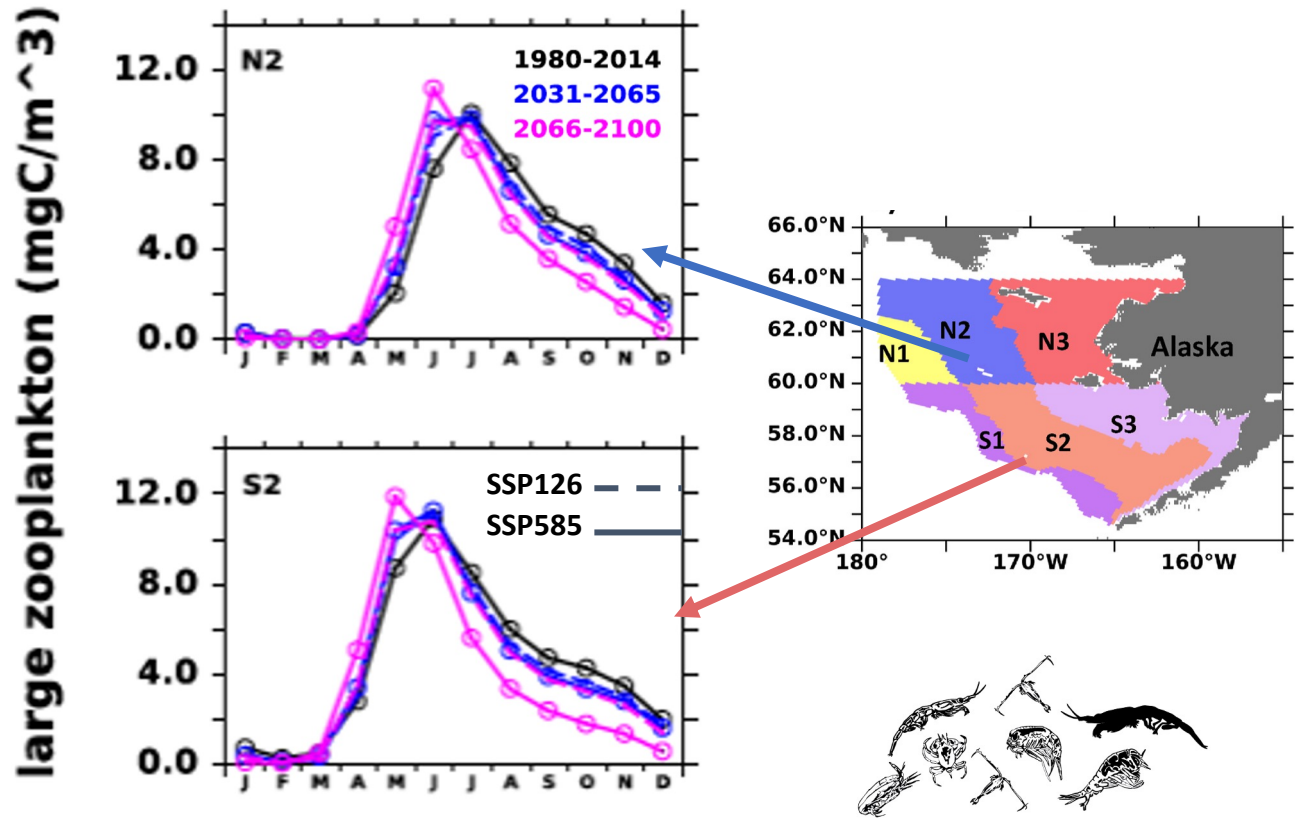 large zooplankton (mgC/m^3)
N2
1980-2014
2031-2065
2066-2100
12.0
8.0
4.0
0.0
J F M A M J J A S O N D
S2
SSP126
SSP585
12.0
8.0
4.0
0.0
J F M A M J J A S O N D
66.0°N
64.0°N
62.0°N
60.0°N
58.0°N
56.0°N
54.0°N
180°
170°W
160°W
N1
N2
N3
Alaska
S1
S2
S3